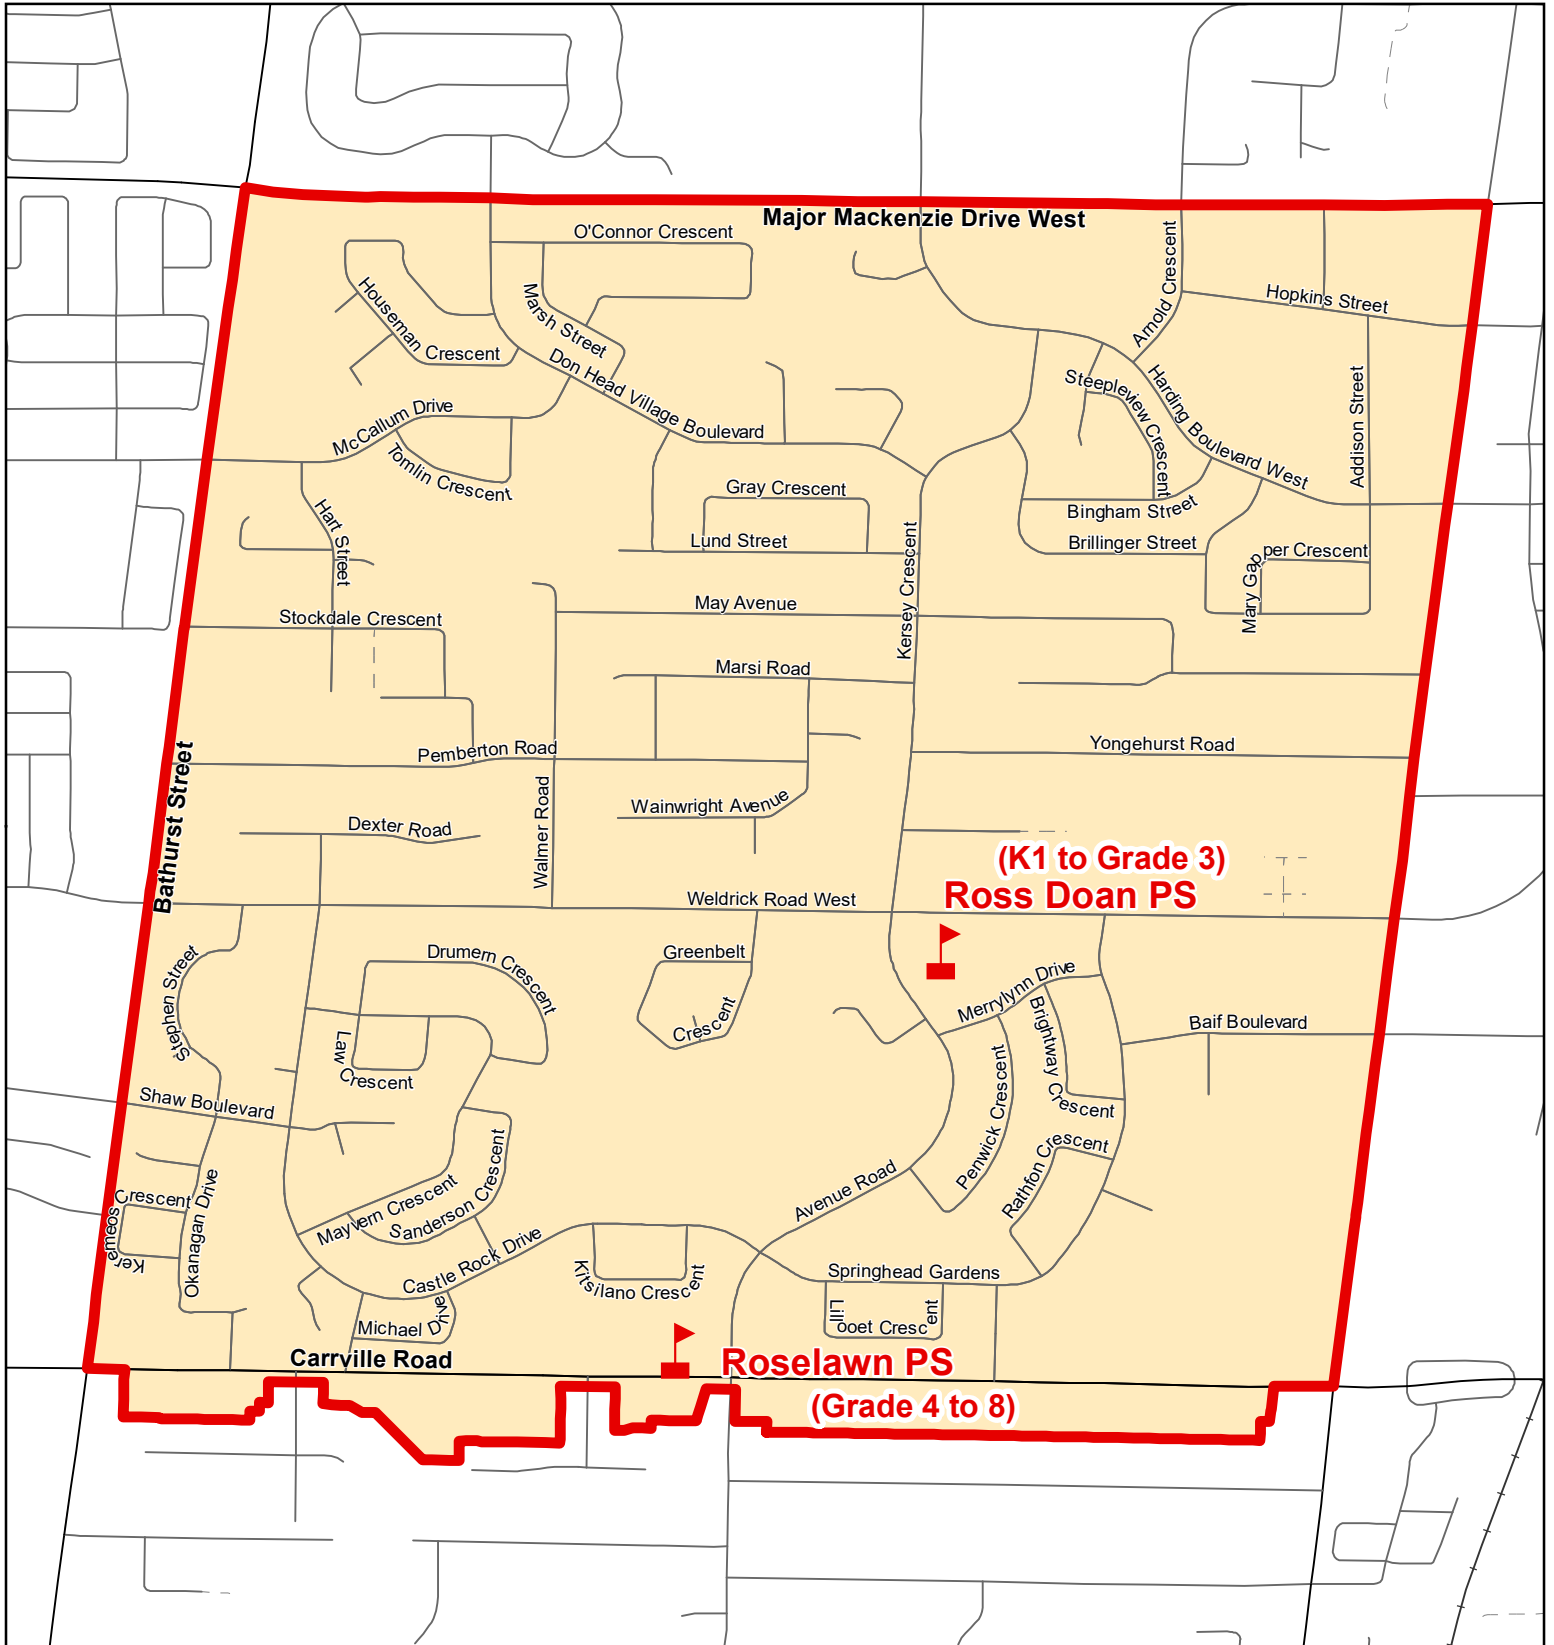 Major Mackenzie Drive West
O'Connor Crescent
Arnold Crescent
Houseman Crescent
Marsh Street
Hopkins Street
Don Head Village Boulevard
Steepleview Crescent
Harding Boulevard West
Addison Street
McCallum Drive
Tomlin Crescent
Gray Crescent
Hart Street
Lund Street
Kersey Crescent
Bingham Street
Brillinger Street
Mary Gapper Crescent
May Avenue
Stockdale Crescent
Marsi Road
Pemberton Road
Yongehurst Road
Bathurst Street
Walmer Road
Wainwright Avenue
Dexter Road
(K1 to Grade 3)
Ross Doan PS
Weldrick Road West
Stephen Street
Drumern Crescent
Greenbelt
Crescent
Merrylynn Drive
Brightway Crescent
Baif Boulevard
Law Crescent
Penwick Crescent
Shaw Boulevard
Rathfon Crescent
Keremeos Crescent
Okanagan Drive
Mayvern Crescent
Sanderson Crescent
Avenue Road
Castle Rock Drive
Kitsilano Crescent
Springhead Gardens
Lillooet Crescent
Michael Drive
Carrville Road
Roselawn PS
(Grade 4 to 8)